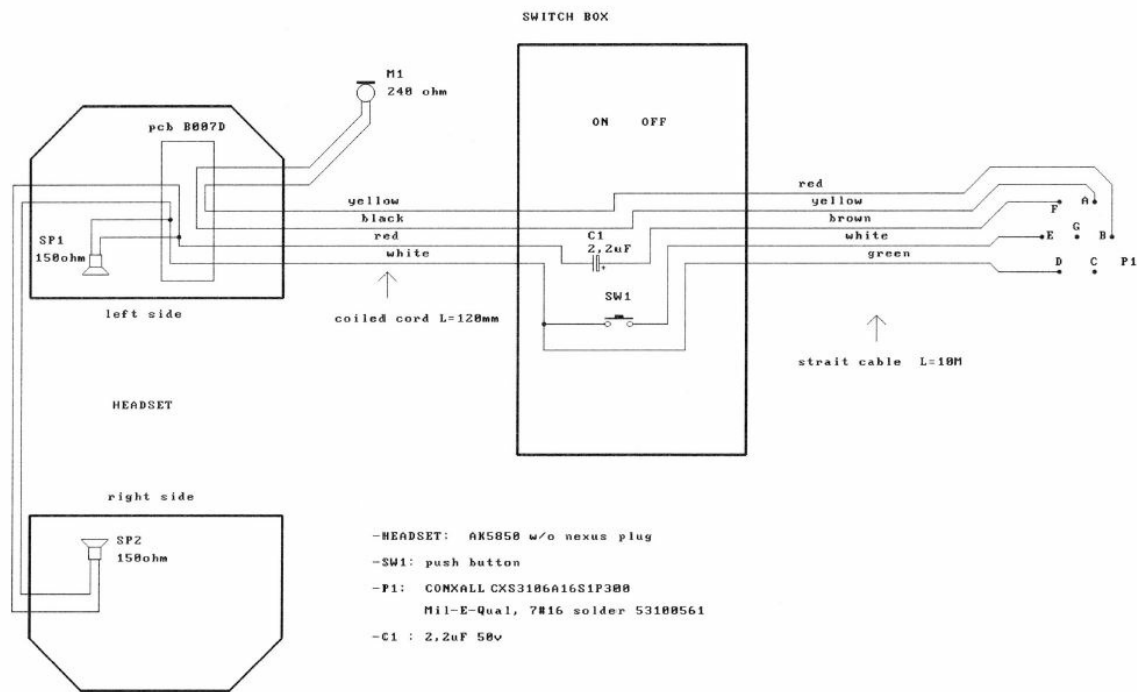 SWITCH BOX
M1
240 ohm
pcb B007D
ON OFF
red
yellow
yellow
black
brown
red
C1
2,2uF
white
white
green
F
A
G
E
B
D
C
P1
SP1
150ohm
SW1
left side
coiled cord L=120mm
strait cable L=10M
HEADSET
right side
SP2
150ohm
-HEADSET: AK5850 w/o nexus plug
-SW1: push button
-P1: CONXALL CXS3106A16S1P300
Mil-E-Qual, 7#16 solder 53100561
-C1 : 2,2uF 50v